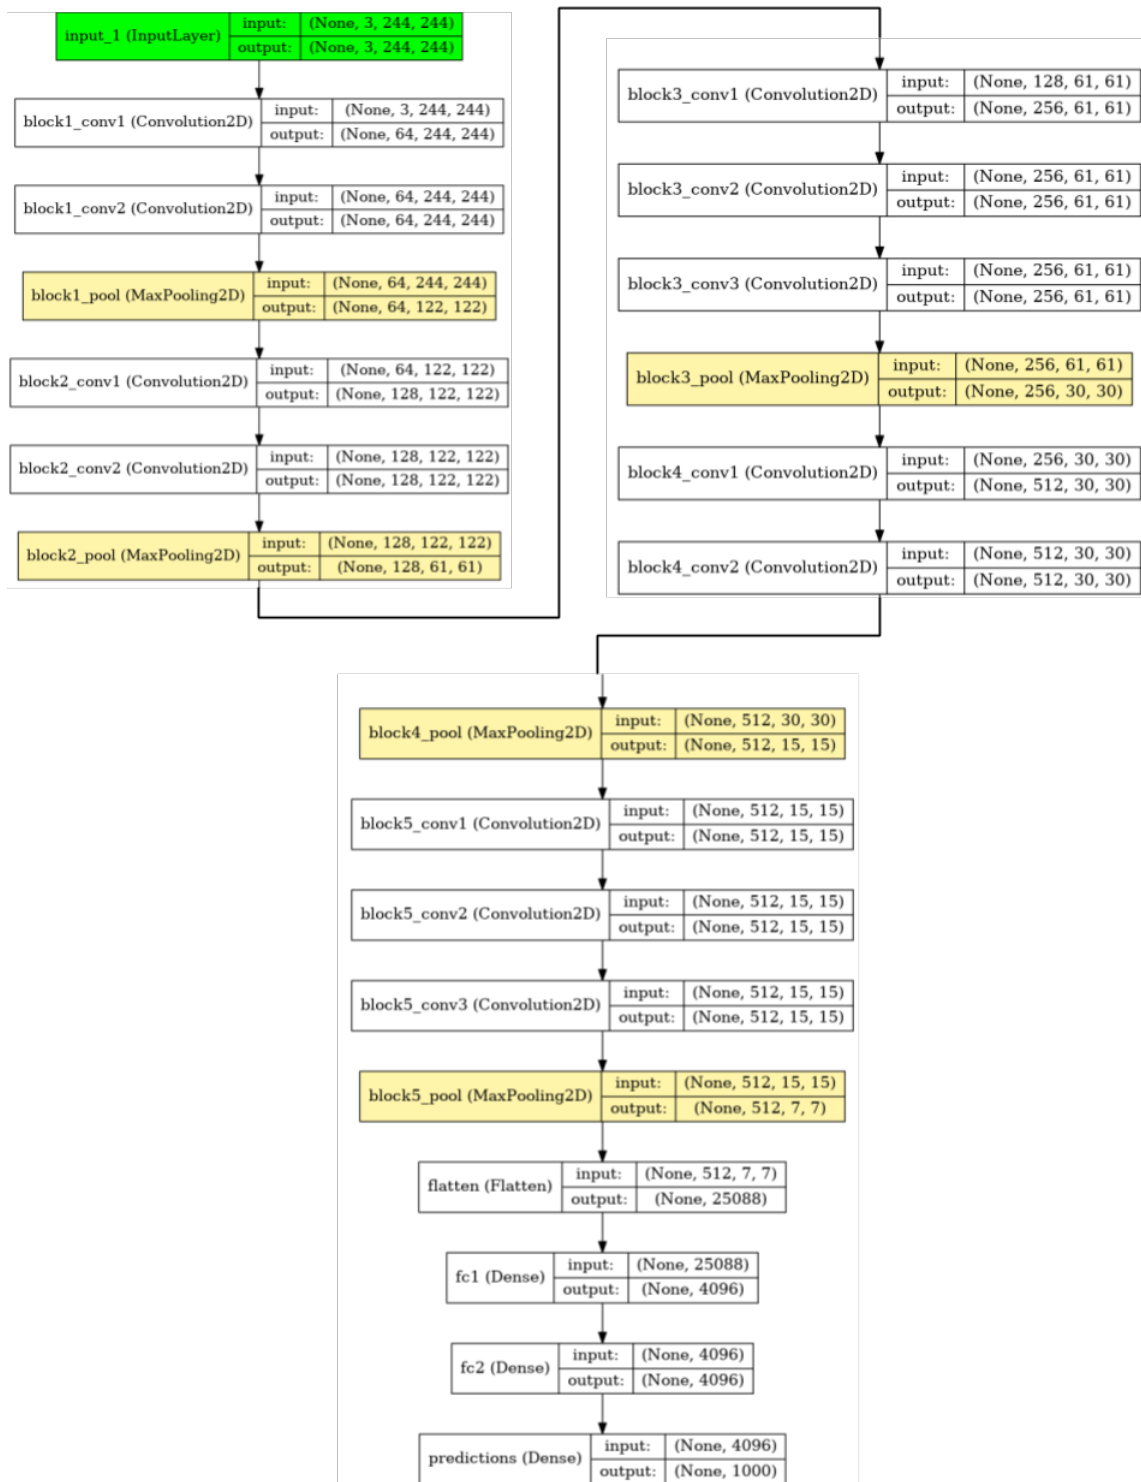 input_1 (InputLayer)
input: (None, 3, 244, 244)
output: (None, 3, 244, 244)
block1_conv1 (Convolution2D)
input: (None, 3, 244, 244)
output: (None, 64, 244, 244)
block1_conv2 (Convolution2D)
input: (None, 64, 244, 244)
output: (None, 64, 244, 244)
block1_pool (MaxPooling2D)
input: (None, 64, 244, 244)
output: (None, 64, 122, 122)
block2_conv1 (Convolution2D)
input: (None, 64, 122, 122)
output: (None, 128, 122, 122)
block2_conv2 (Convolution2D)
input: (None, 128, 122, 122)
output: (None, 128, 122, 122)
block2_pool (MaxPooling2D)
input: (None, 128, 122, 122)
output: (None, 128, 61, 61)
block3_conv1 (Convolution2D)
input: (None, 128, 61, 61)
output: (None, 256, 61, 61)
block3_conv2 (Convolution2D)
input: (None, 256, 61, 61)
output: (None, 256, 61, 61)
block3_conv3 (Convolution2D)
input: (None, 256, 61, 61)
output: (None, 256, 61, 61)
block3_pool (MaxPooling2D)
input: (None, 256, 61, 61)
output: (None, 256, 30, 30)
block4_conv1 (Convolution2D)
input: (None, 256, 30, 30)
output: (None, 512, 30, 30)
block4_conv2 (Convolution2D)
input: (None, 512, 30, 30)
output: (None, 512, 30, 30)
block4_pool (MaxPooling2D)
input: (None, 512, 30, 30)
output: (None, 512, 15, 15)
block5_conv1 (Convolution2D)
input: (None, 512, 15, 15)
output: (None, 512, 15, 15)
block5_conv2 (Convolution2D)
input: (None, 512, 15, 15)
output: (None, 512, 15, 15)
block5_conv3 (Convolution2D)
input: (None, 512, 15, 15)
output: (None, 512, 15, 15)
block5_pool (MaxPooling2D)
input: (None, 512, 15, 15)
output: (None, 512, 7, 7)
flatten (Flatten)
input: (None, 512, 7, 7)
output: (None, 25088)
fc1 (Dense)
input: (None, 25088)
output: (None, 4096)
fc2 (Dense)
input: (None, 4096)
output: (None, 4096)
predictions (Dense)
input: (None, 4096)
output: (None, 1000)